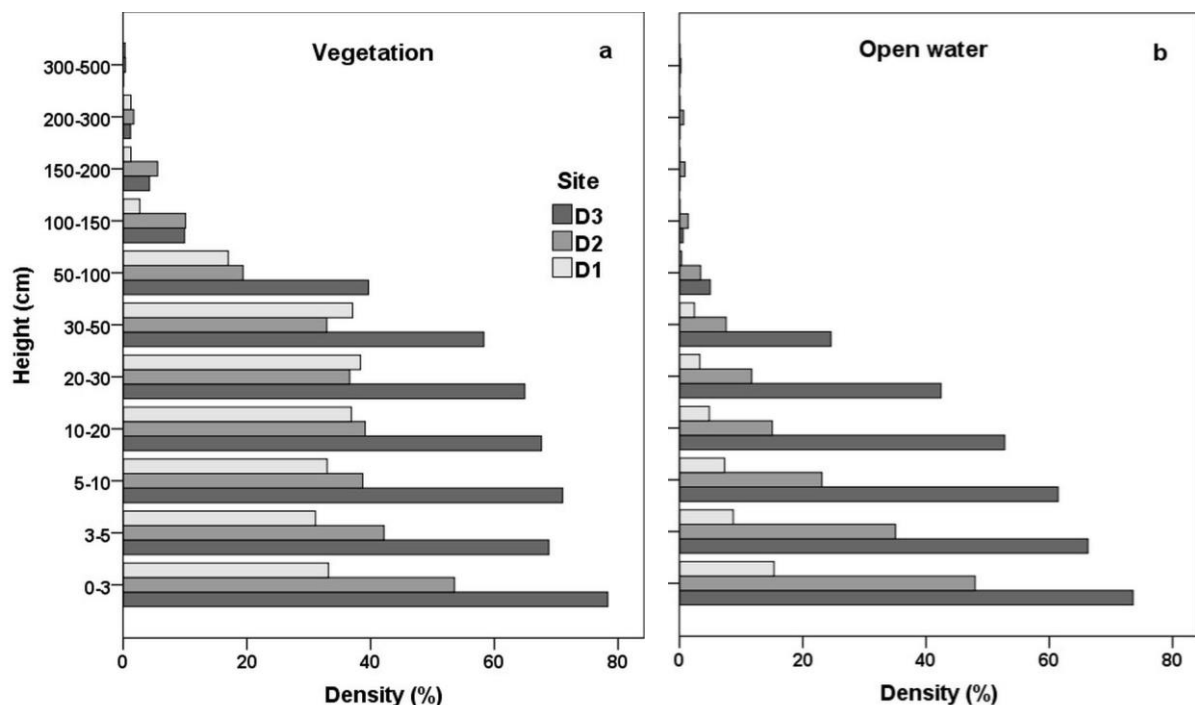 Vegetation a
300-500
200-300
150-200
100-150
50-100
30-50
20-30
10-20
5-10
3-5
0-3
Height (cm)
Site
D3
D2
D1
0 20 40 60 80
Density (%)
Open water b
0 20 40 60 80
Density (%)